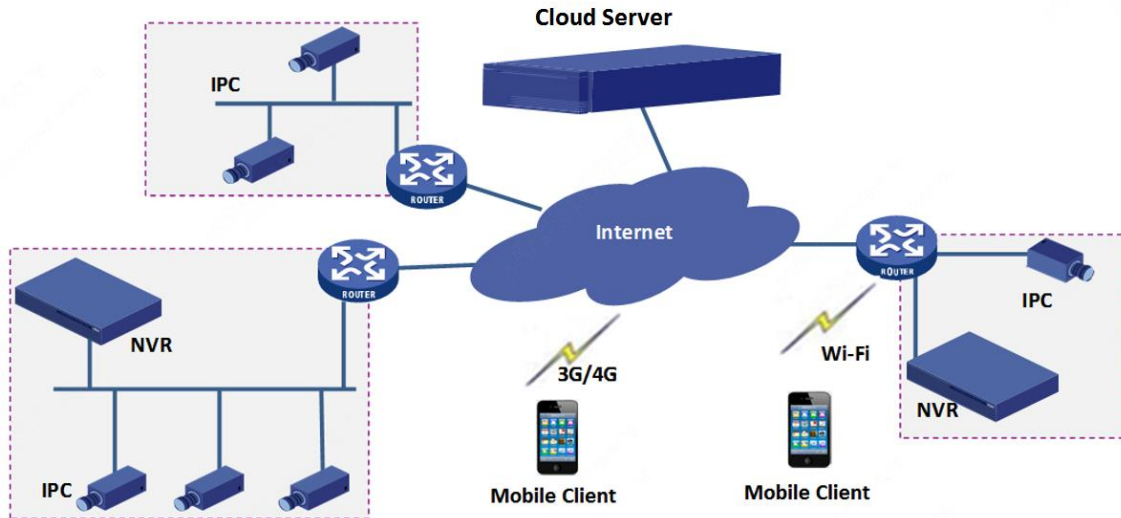 Cloud Server
IPC
ROUTER
Internet
ROUTER
ROUTER
IPC
NVR
Wi-Fi
3G/4G
NVR
IPC
Mobile Client
Mobile Client